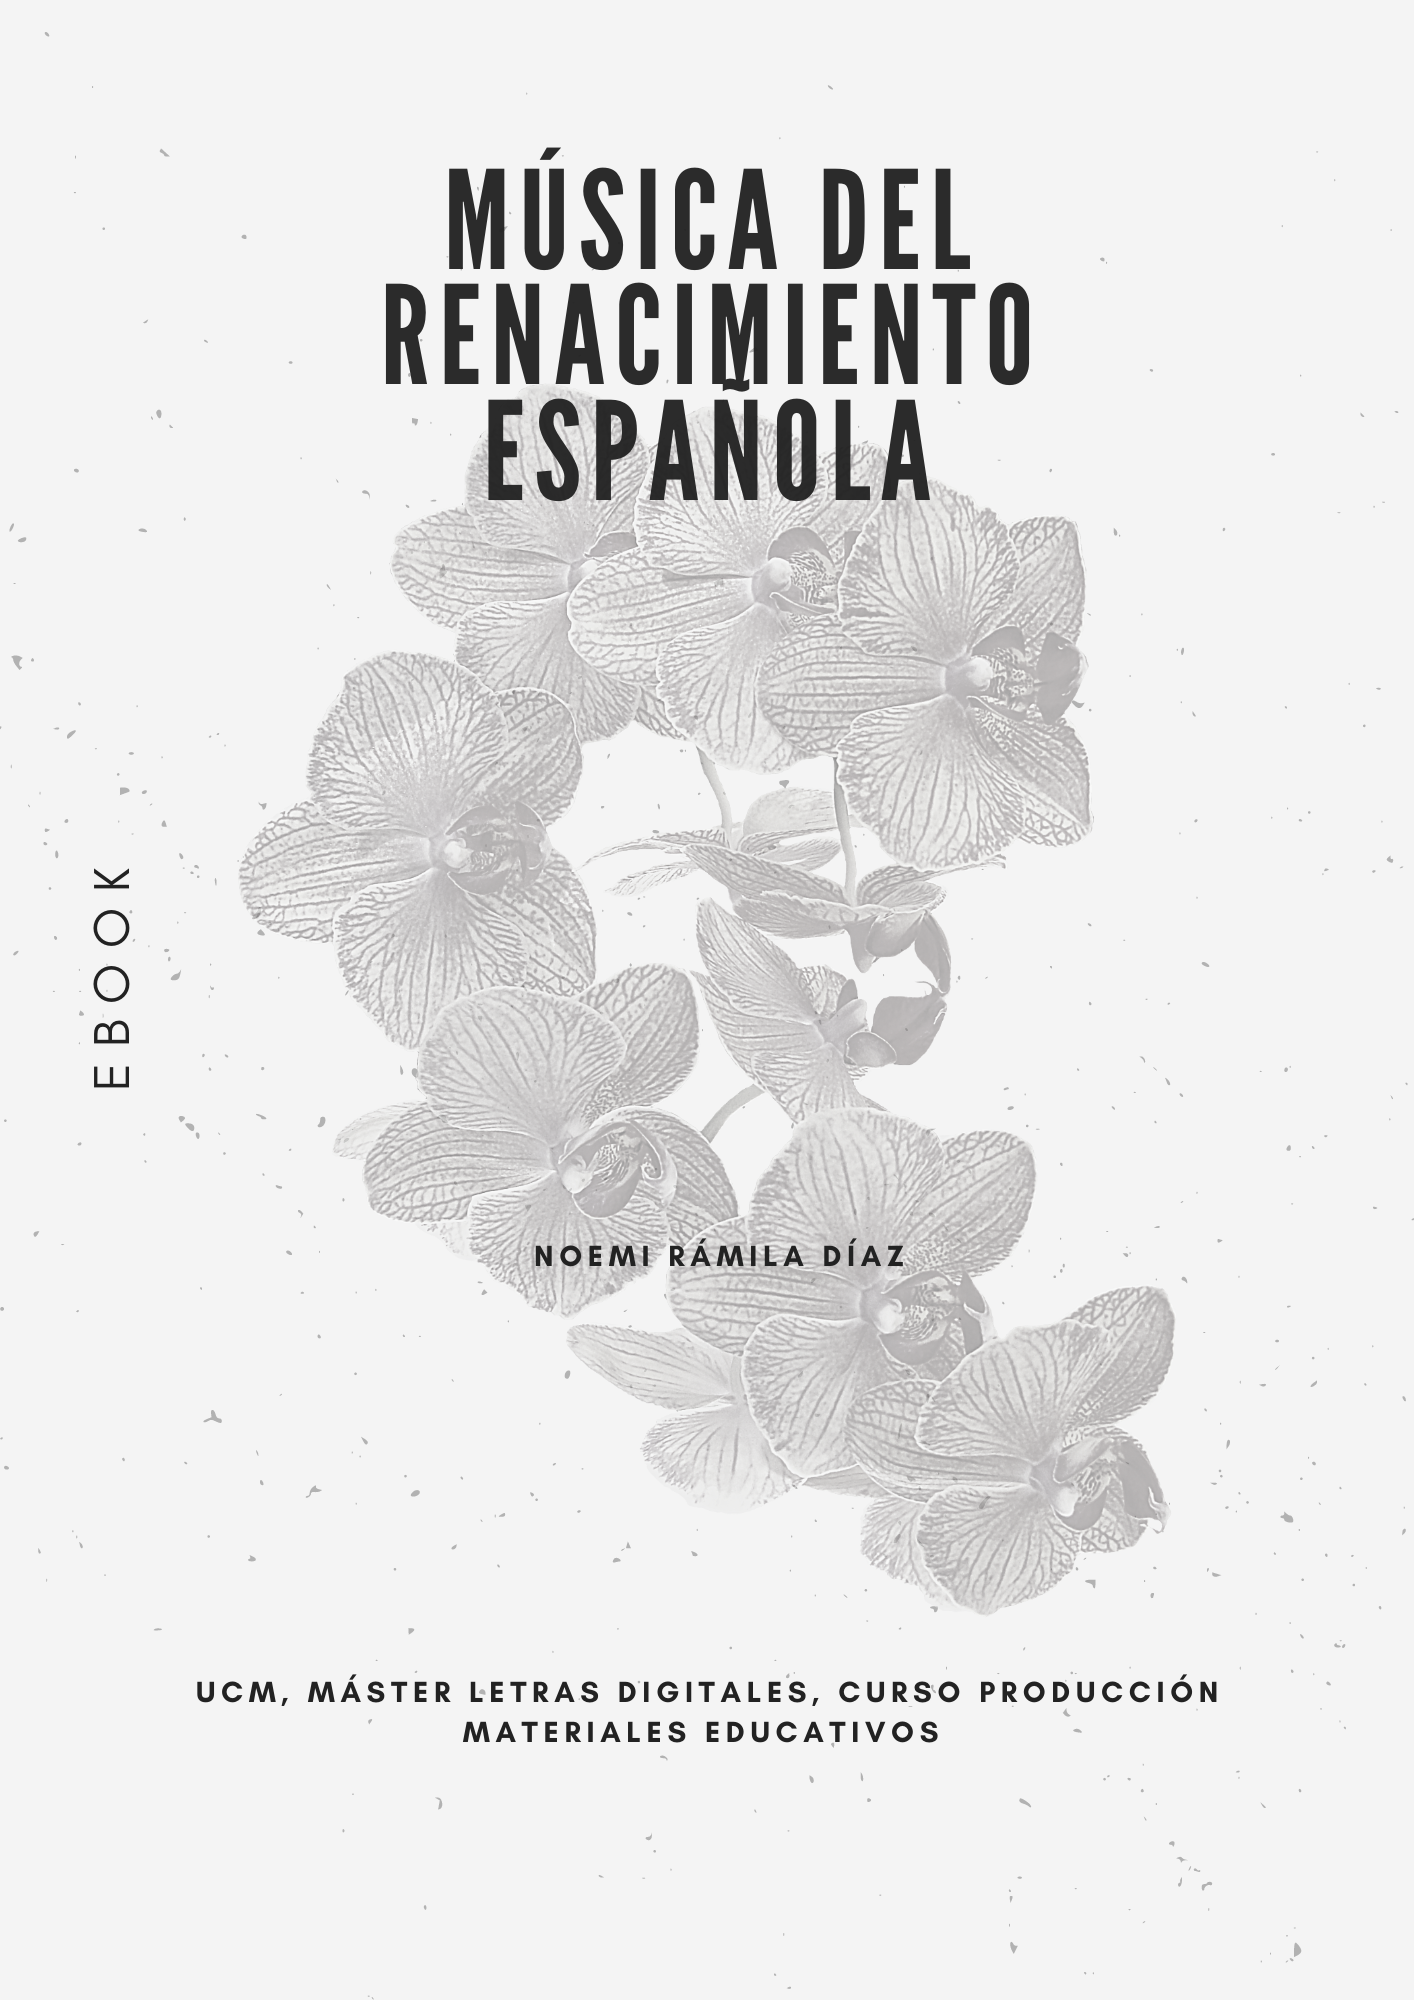 MÚSICA DEL
RENACIMIENTO
ESPAÑOLA
EBOOK
NOEMI RÁMILA DÍAZ
UCM, MÁSTER LETRAS DIGITALES, CURSO PRODUCCIÓN
MATERIALES EDUCATIVOS